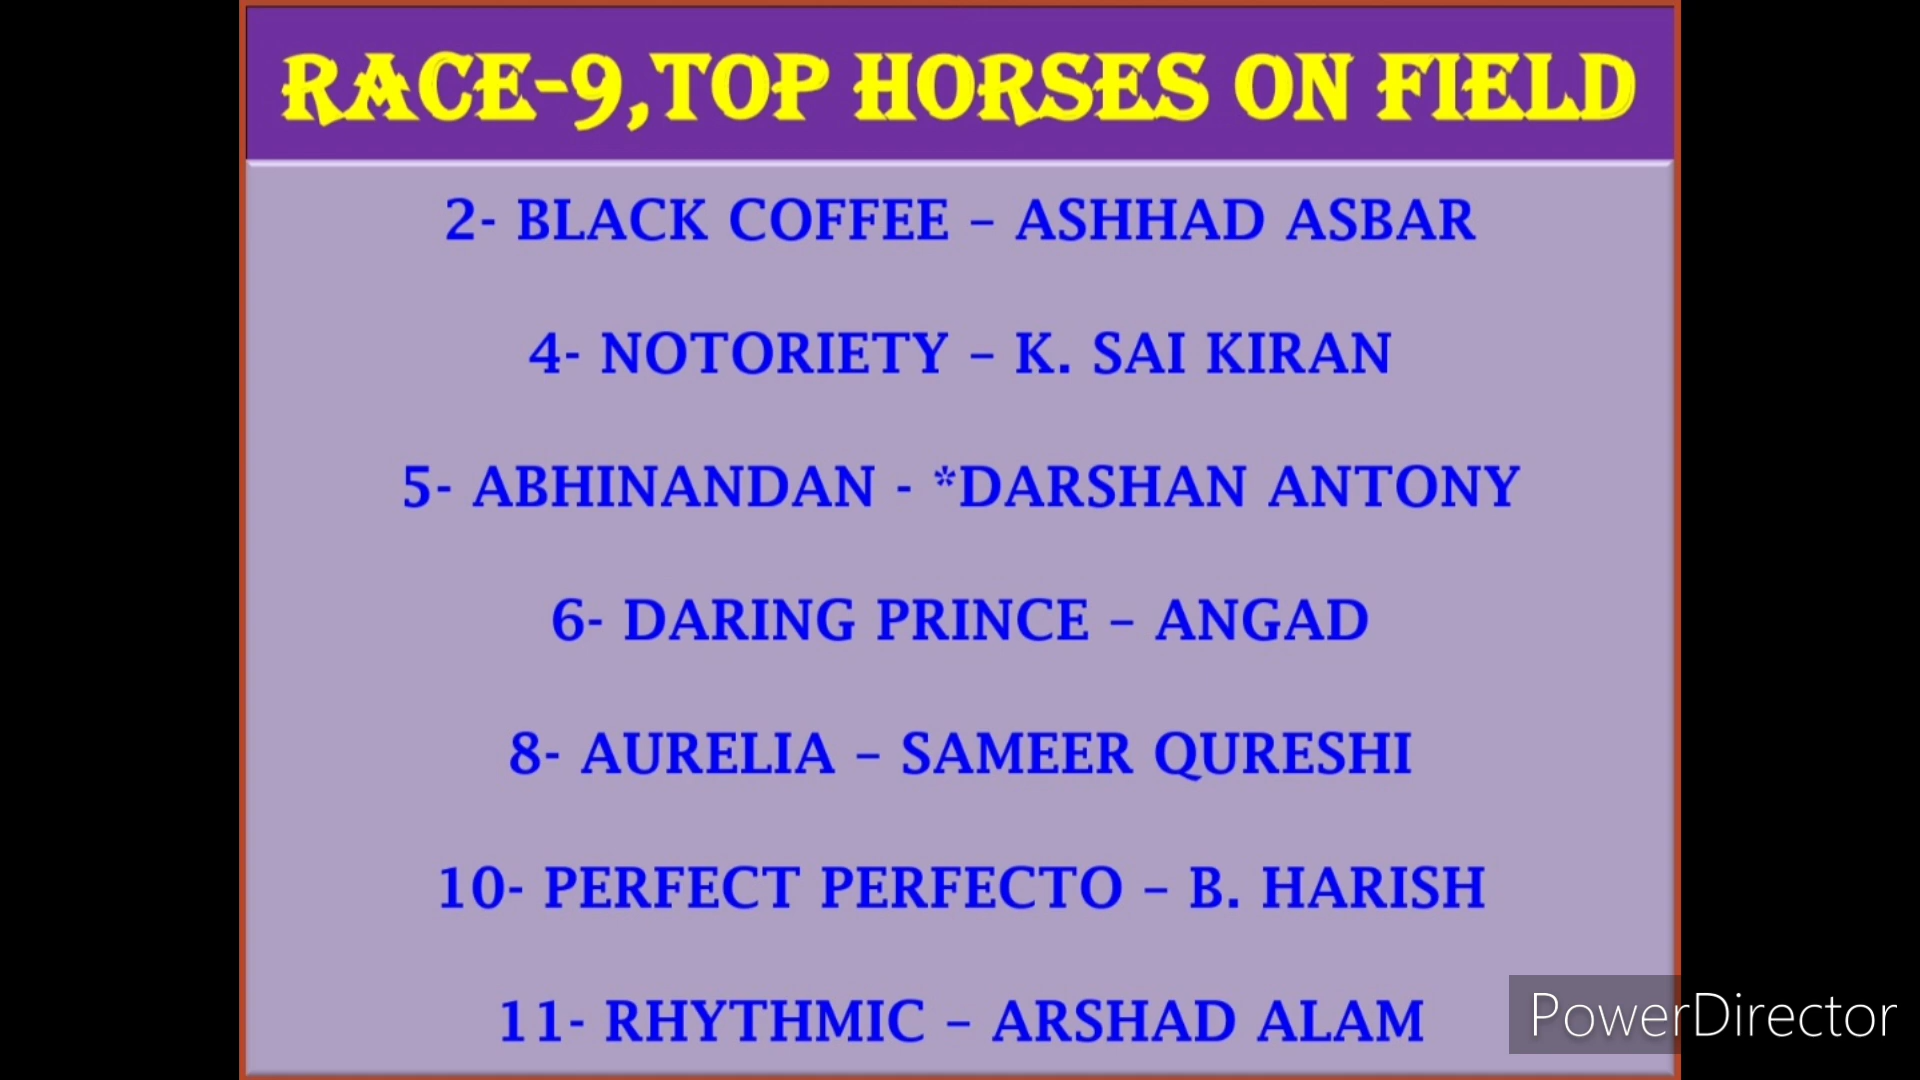 RACE-9,TOP HORSES ON FIELD
2- BLACK COFFEE – ASHHAD ASBAR
4- NOTORIETY – K. SAI KIRAN
5- ABHINANDAN - *DARSHAN ANTONY
6- DARING PRINCE – ANGAD
8- AURELIA – SAMEER QURESHI
10- PERFECT PERFECTO – B. HARISH
11- RHYTHMIC – ARSHAD ALAM
PowerDirector